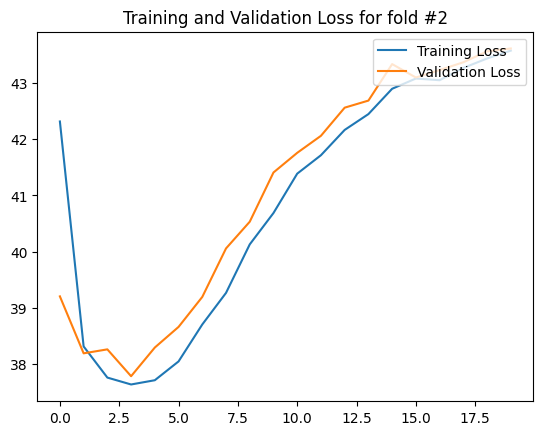 Training and Validation Loss for fold #2
Training Loss
Validation Loss
43
42
41
40
39
38
0.0 2.5 5.0 7.5 10.0 12.5 15.0 17.5